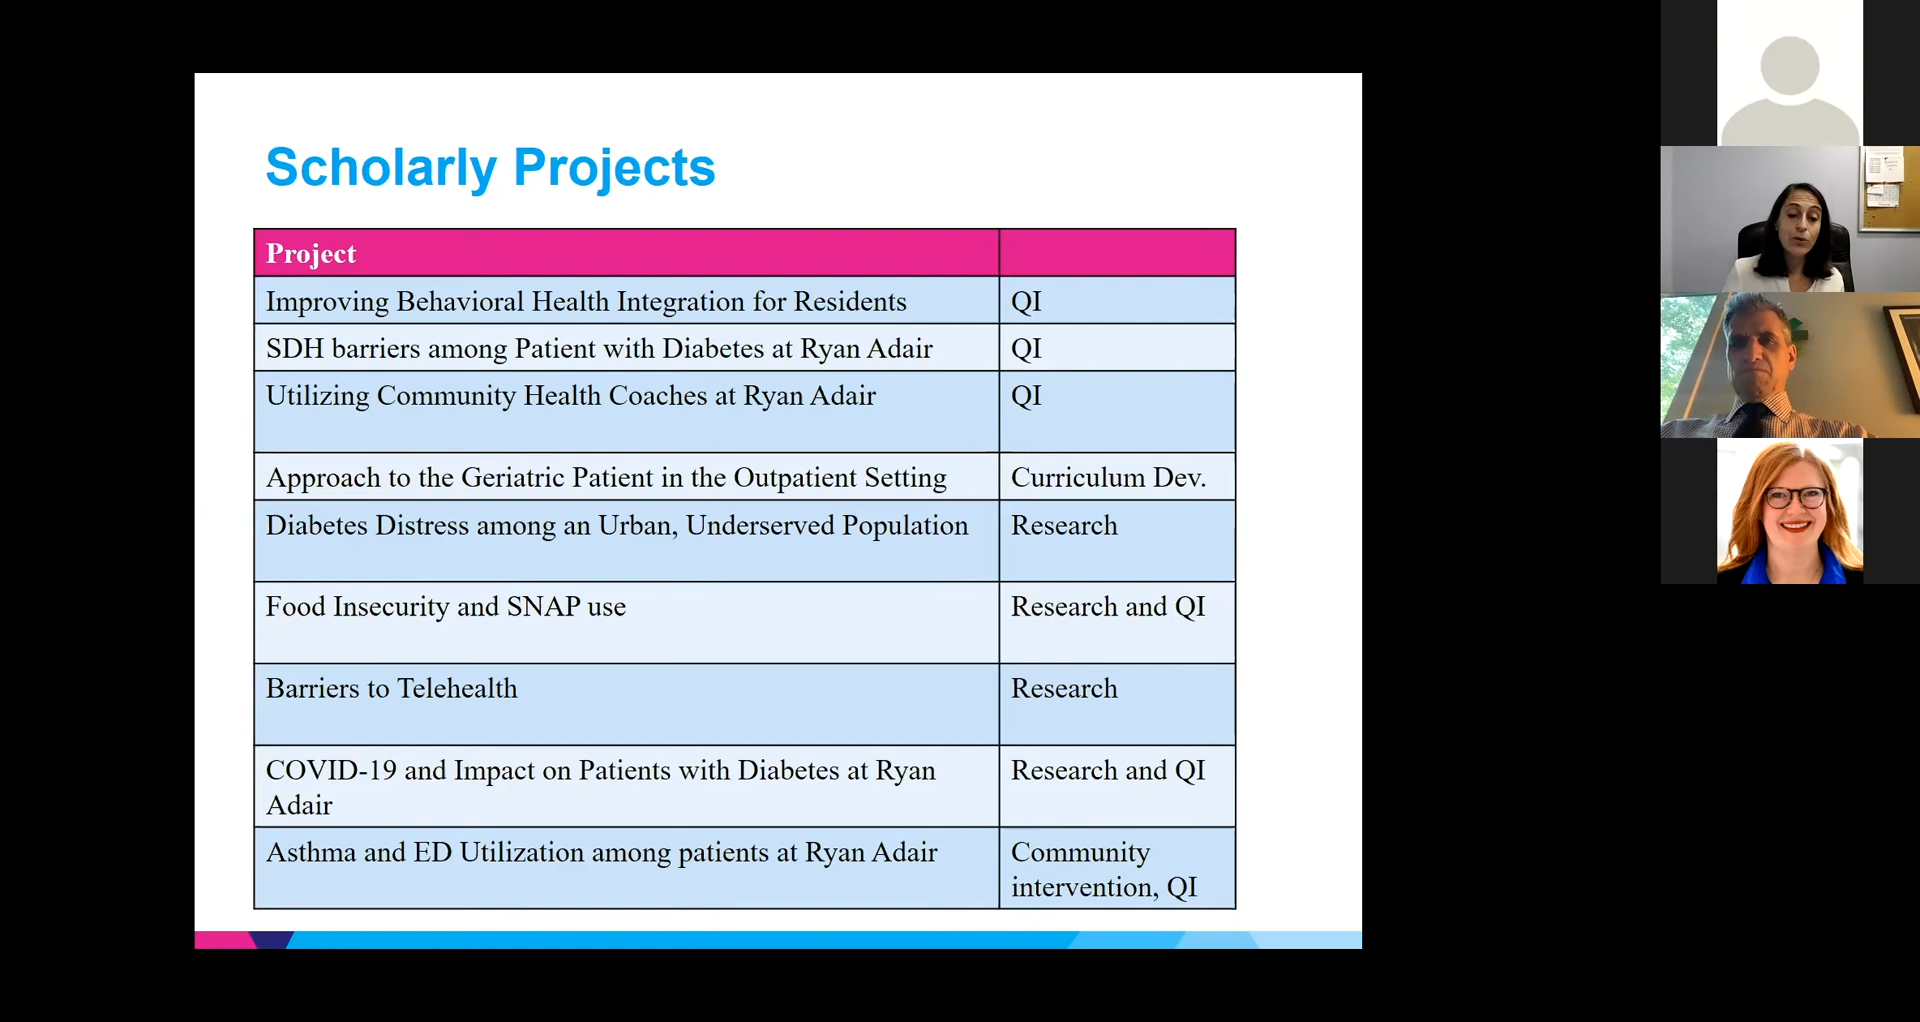 Scholarly Projects
Project
Improving Behavioral Health Integration for Residents QI
SDH barriers among Patient with Diabetes at Ryan Adair QI
Utilizing Community Health Coaches at Ryan Adair QI
Approach to the Geriatric Patient in the Outpatient Setting Curriculum Dev.
Diabetes Distress among an Urban, Underserved Population Research
Food Insecurity and SNAP use Research and QI
Barriers to Telehealth Research
COVID-19 and Impact on Patients with Diabetes at Ryan Research and QI
Adair
Asthma and ED Utilization among patients at Ryan Adair Community
intervention, QI